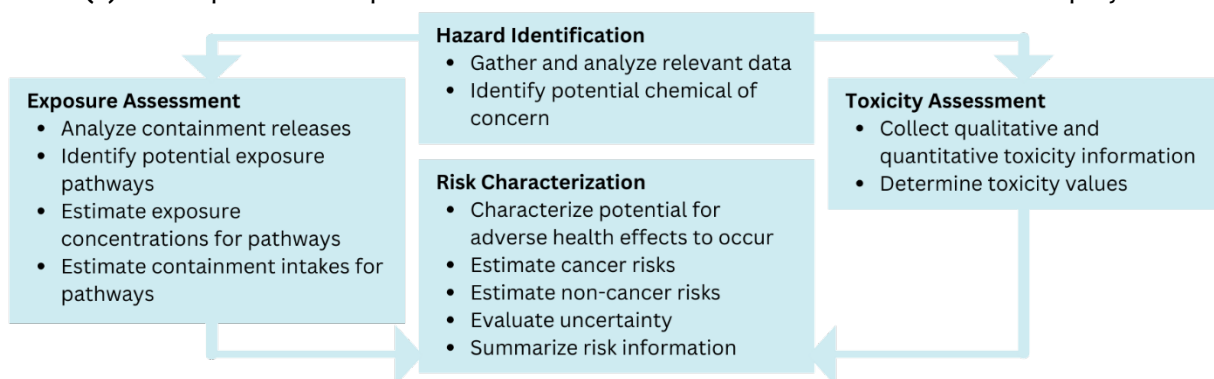 Hazard Identification
• Gather and analyze relevant data
• Identify potential chemical of
concern
Exposure Assessment
• Analyze containment releases
• Identify potential exposure
pathways
• Estimate exposure
concentrations for pathways
• Estimate containment intakes for
pathways
Toxicity Assessment
• Collect qualitative and
quantitative toxicity information
• Determine toxicity values
Risk Characterization
• Characterize potential for
adverse health effects to occur
• Estimate cancer risks
• Estimate non-cancer risks
• Evaluate uncertainty
• Summarize risk information